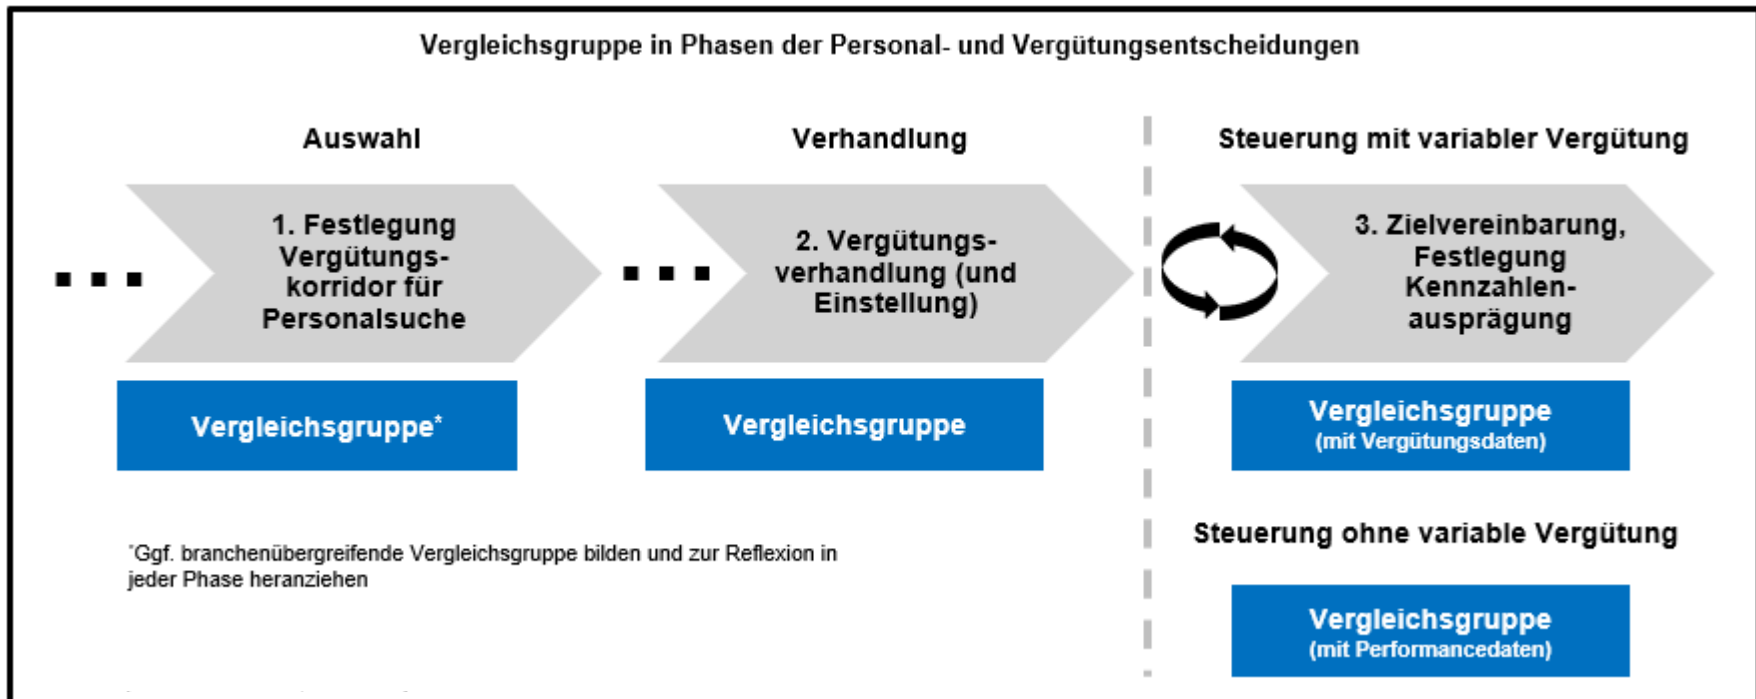 Vergleichsgruppe in Phasen der Personal- und Vergütungsentscheidungen
Auswahl
1. Festlegung
Vergütungs-
korridor für
Personalsuche
Vergleichsgruppe*
Verhandlung
2. Vergütungs-
verhandlung (und
Einstellung)
Vergleichsgruppe
Steuerung mit variabler Vergütung
3. Zielvereinbarung,
Festlegung
Kennzahlen-
ausprägung
Vergleichsgruppe
(mit Vergütungsdaten)
Steuerung ohne variable Vergütung
Vergleichsgruppe
(mit Performancedaten)
*Ggf. branchenübergreifende Vergleichsgruppe bilden und zur Reflexion in
jeder Phase heranziehen